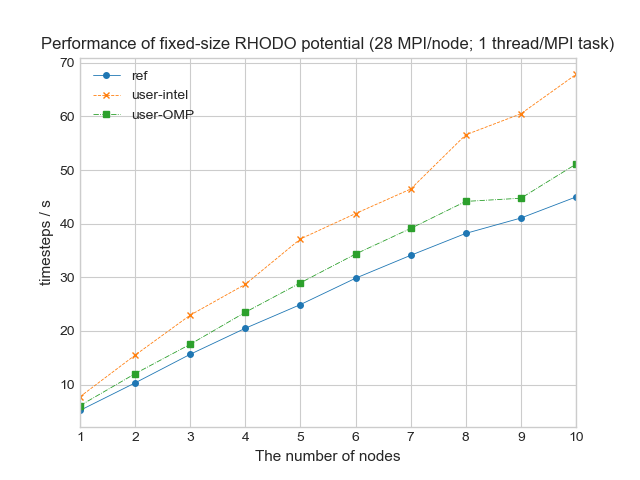 Performance of fixed-size RHODO potential (28 MPI/node; 1 thread/MPI task)
ref
user-intel
user-OMP
timesteps / s
70
60
50
40
30
20
10
1 2 3 4 5 6 7 8 9 10
The number of nodes